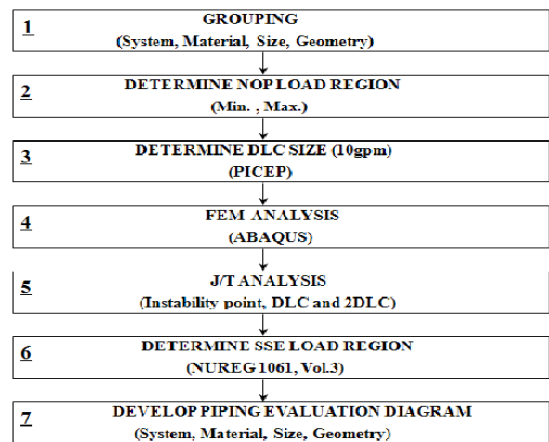 1 GROUPING
(System, Material, Size, Geometry)
2 DETERMINE NOP LOAD REGION
(Min. , Max.)
3 DETERMINE DLC SIZE (10gpm)
(PICEP)
4 FEM ANALYSIS
(ABAQUS)
5 J/T ANALYSIS
(Instability point, DLC and 2DLC)
6 DETERMINE SSE LOAD REGION
(NUREG 1061, Vol.3)
7 DEVELOP PIPING EVALUATION DIAGRAM
(System, Material, Size, Geometry)